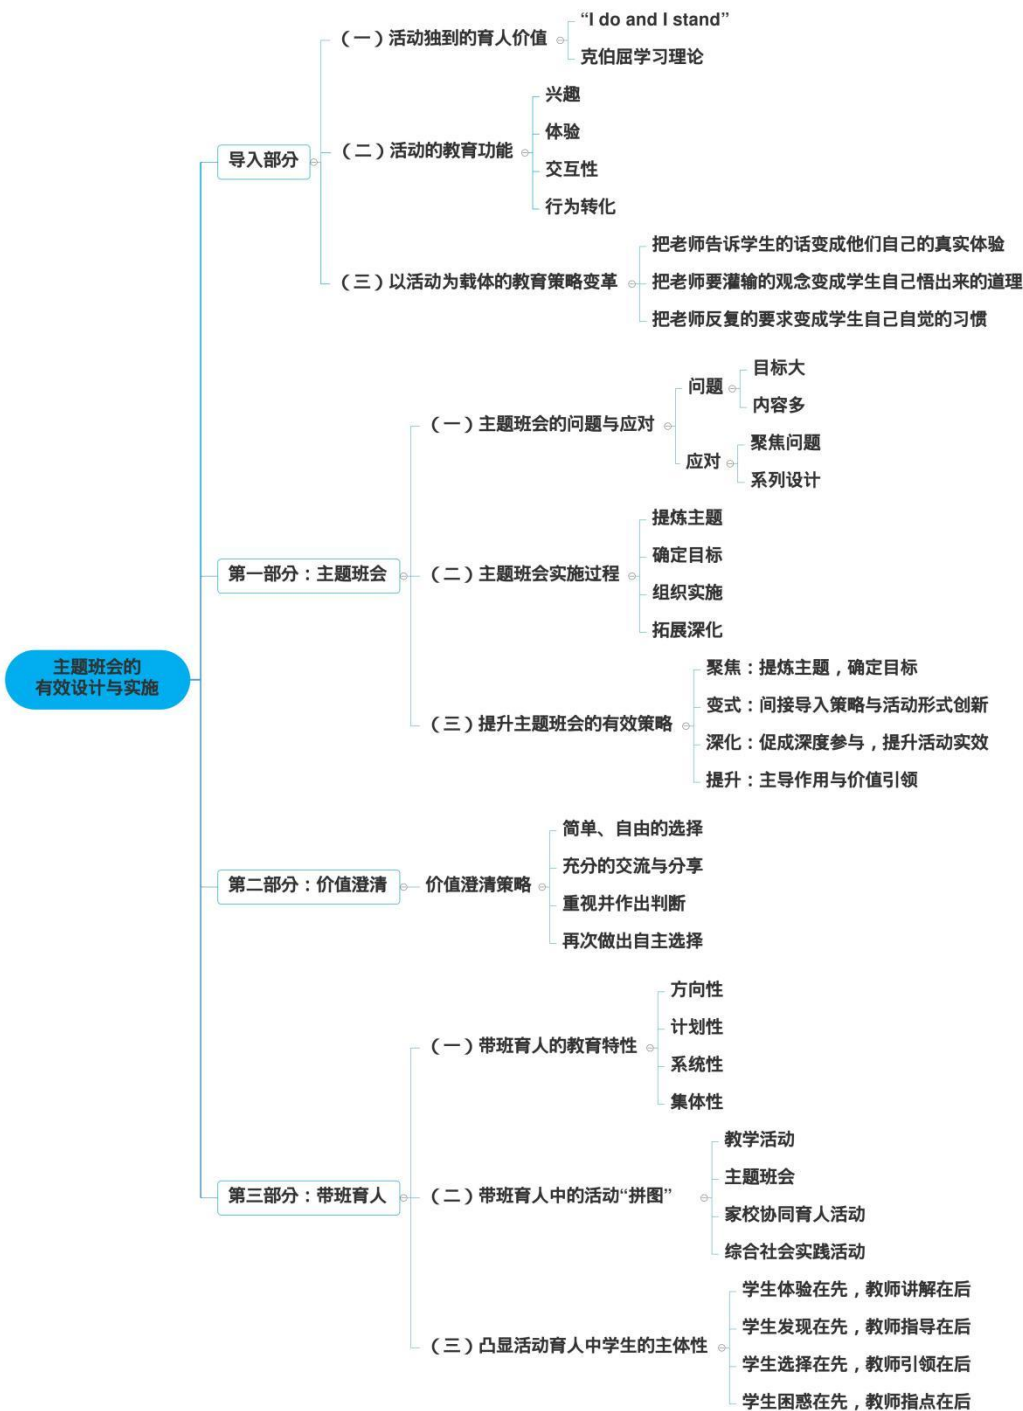 主题班会的
有效设计与实施
导入部分
（一）活动独到的育人价值
“I do and I stand”
克伯屈学习理论
（二）活动的教育功能
兴趣
体验
交互性
行为转化
（三）以活动为载体的教育策略变革
把老师告诉学生的话变成他们自己的真实体验
把老师要灌输的观念变成学生自己悟出来的道理
把老师反复的要求变成学生自己自觉的习惯
第一部分：主题班会
（一）主题班会的问题与应对
问题
目标大
内容多
应对
聚焦问题
系列设计
（二）主题班会实施过程
提炼主题
确定目标
组织实施
拓展深化
（三）提升主题班会的有效策略
聚焦：提炼主题，确定目标
变式：间接导入策略与活动形式创新
深化：促成深度参与，提升活动实效
提升：主导作用与价值引领
第二部分：价值澄清
价值澄清策略
简单、自由的选择
充分的交流与分享
重视并作出判断
再次做出自主选择
第三部分：带班育人
（一）带班育人的教育特性
方向性
计划性
系统性
集体性
（二）带班育人中的活动“拼图”
教学活动
主题班会
家校协同育人活动
综合社会实践活动
（三）凸显活动育人中学生的主体性
学生体验在先，教师讲解在后
学生发现在先，教师指导在后
学生选择在先，教师引领在后
学生困惑在先，教师指点在后